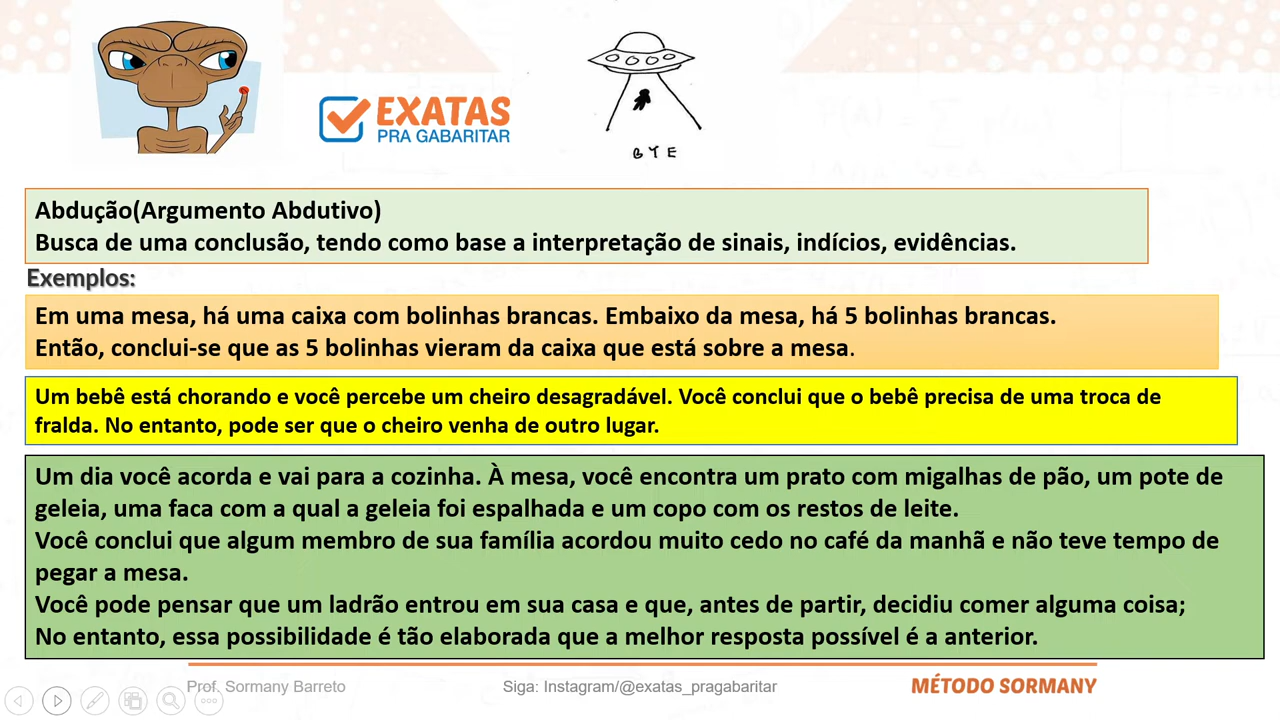 EXATAS
PRA GABARITAR
BYE
Abdução(Argumento Abdutivo)
Busca de uma conclusão, tendo como base a interpretação de sinais, indícios, evidências.
Exemplos:
Em uma mesa, há uma caixa com bolinhas brancas. Embaixo da mesa, há 5 bolinhas brancas.
Então, conclui-se que as 5 bolinhas vieram da caixa que está sobre a mesa.
Um bebê está chorando e você percebe um cheiro desagradável. Você conclui que o bebê precisa de uma troca de
fralda. No entanto, pode ser que o cheiro venha de outro lugar.
Um dia você acorda e vai para a cozinha. À mesa, você encontra um prato com migalhas de pão, um pote de
geleia, uma faca com a qual a geleia foi espalhada e um copo com os restos de leite.
Você conclui que algum membro de sua família acordou muito cedo no café da manhã e não teve tempo de
pegar a mesa.
Você pode pensar que um ladrão entrou em sua casa e que, antes de partir, decidiu comer alguma coisa;
No entanto, essa possibilidade é tão elaborada que a melhor resposta possível é a anterior.
Prof. Sormany Barreto
Siga: Instagram/@exatas_pragabaritar
MÉTODO SORMANY